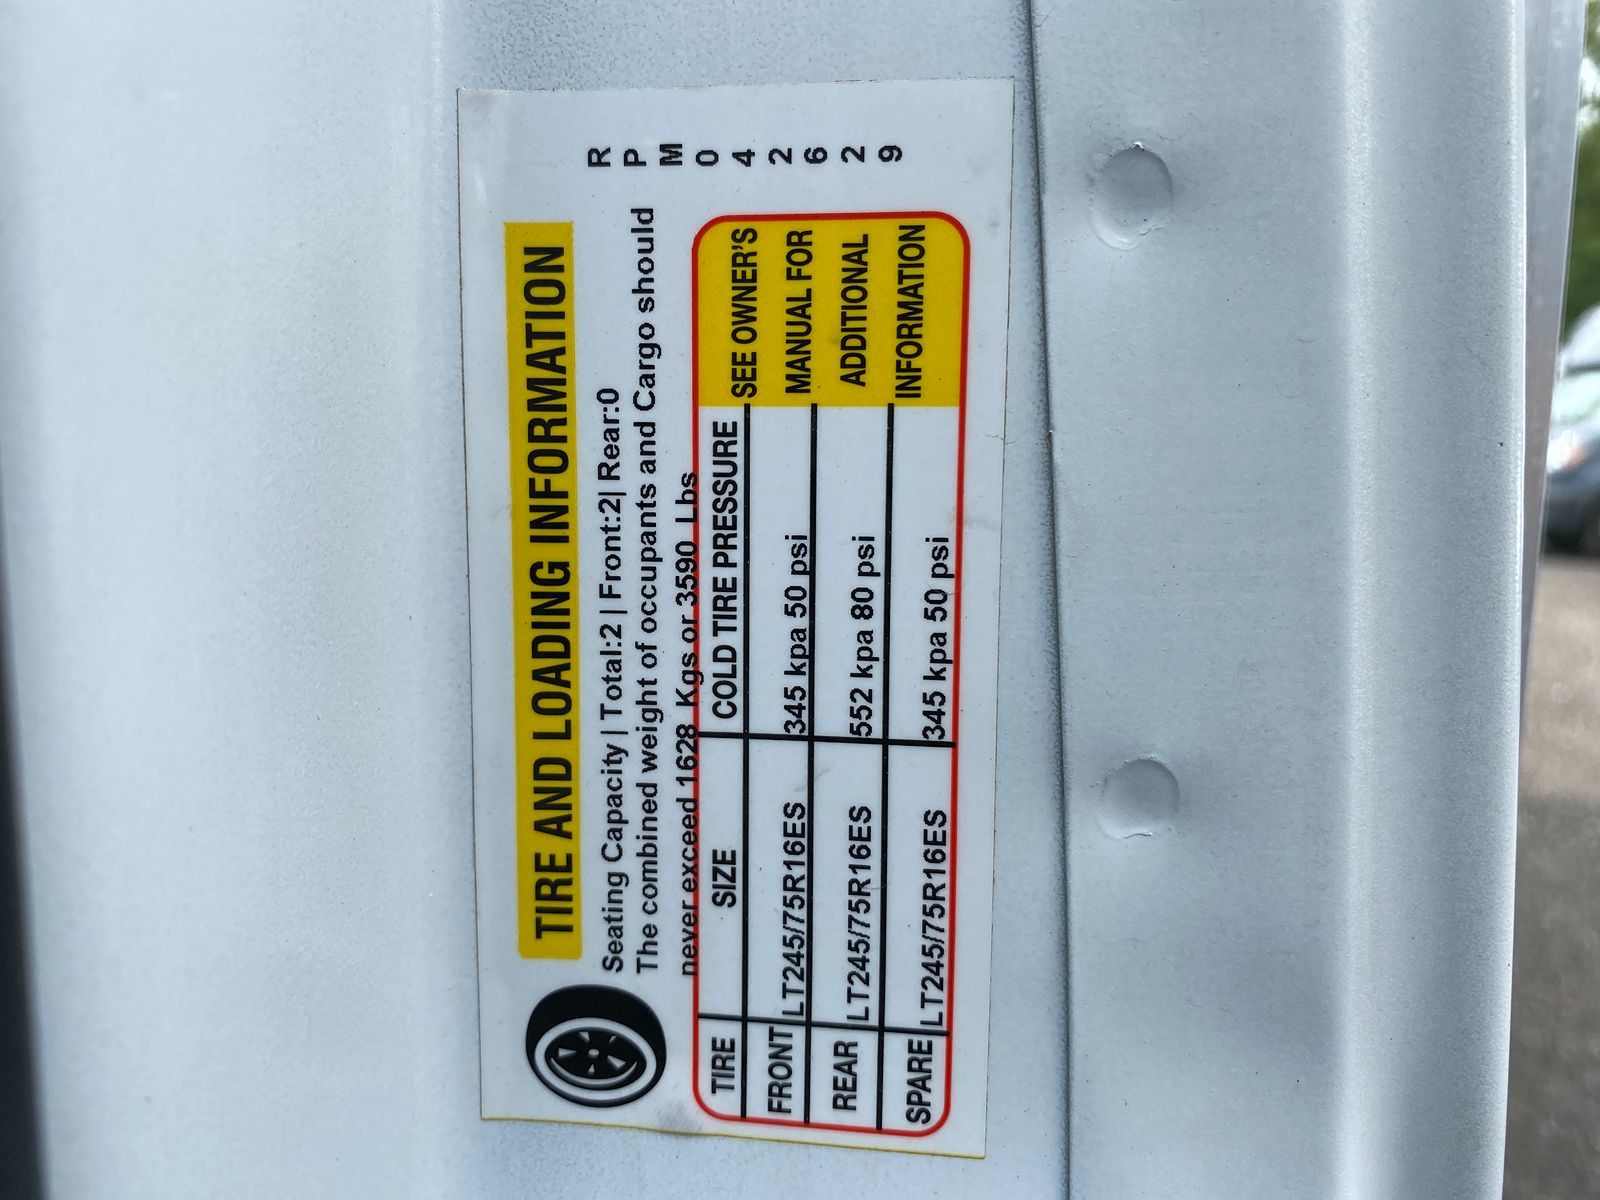 TIRE AND LOADING INFORMATION
Seating Capacity | Total:2 | Front:2| Rear:0
The combined weight of occupants and Cargo should
never exceed 1628 Kgs or 3590 Lbs
TIRE SIZE COLD TIRE PRESSURE
FRONT LT245/75R16ES 345 kpa 50 psi
REAR LT245/75R16ES 552 kpa 80 psi
SPARE LT245/75R16ES 345 kpa 50 psi
SEE OWNER'S
MANUAL FOR
ADDITIONAL
INFORMATION
R
P
M
0
4
2
6
2
9